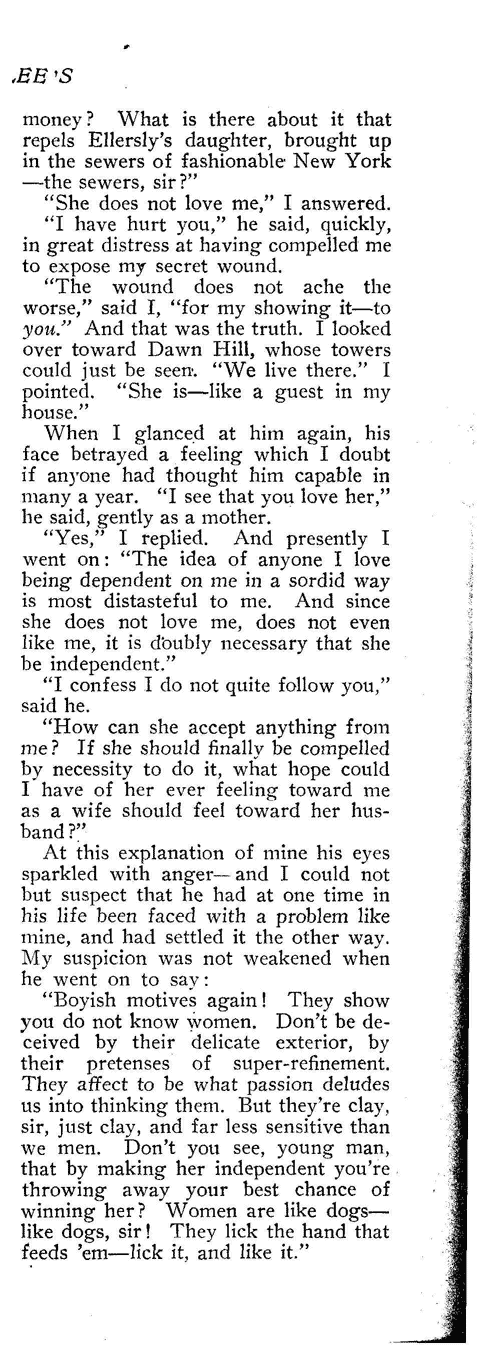 EE'S
money? What is there about it that
repels Ellersly's daughter, brought up
in the sewers of fashionable New York
—the sewers, sir?"
"She does not love me," I answered.
"I have hurt you," he said, quickly,
in great distress at having compelled me
to expose my secret wound.
"The wound does not ache the
worse," said I, "for my showing it—to
you." And that was the truth. I looked
over toward Dawn Hill, whose towers
could just be seen. "We live there." I
pointed. "She is—like a guest in my
house."
When I glanced at him again, his
face betrayed a feeling which I doubt
if anyone had thought him capable in
many a year. "I see that you love her,"
he said, gently as a mother.
"Yes," I replied. And presently I
went on: "The idea of anyone I love
being dependent on me in a sordid way
is most distasteful to me. And since
she does not love me, does not even
like me, it is doubly necessary that she
be independent."
"I confess I do not quite follow you,"
said he.
"How can she accept anything from
me? If she should finally be compelled
by necessity to do it, what hope could
I have of her ever feeling toward me
as a wife should feel toward her hus-
band?"
At this explanation of mine his eyes
sparkled with anger—and I could not
but suspect that he had at one time in
his life been faced with a problem like
mine, and had settled it the other way.
My suspicion was not weakened when
he went on to say:
"Boyish motives again! They show
you do not know women. Don't be de-
ceived by their delicate exterior, by
their pretenses of super-refinement.
They affect to be what passion deludes
us into thinking them. But they're clay,
sir, just clay, and far less sensitive than
we men. Don't you see, young man,
that by making her independent you're
throwing away your best chance of
winning her? Women are like dogs—
like dogs, sir! They lick the hand that
feeds 'em—lick it, and like it."